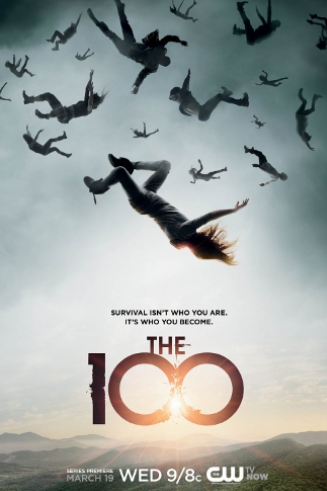 SURVIVAL ISN'T WHO YOU ARE.
IT'S WHO YOU BECOME.
THE
100
SERIES PREMIERE
MARCH 19 WED 9/8c THE CW TV NOW